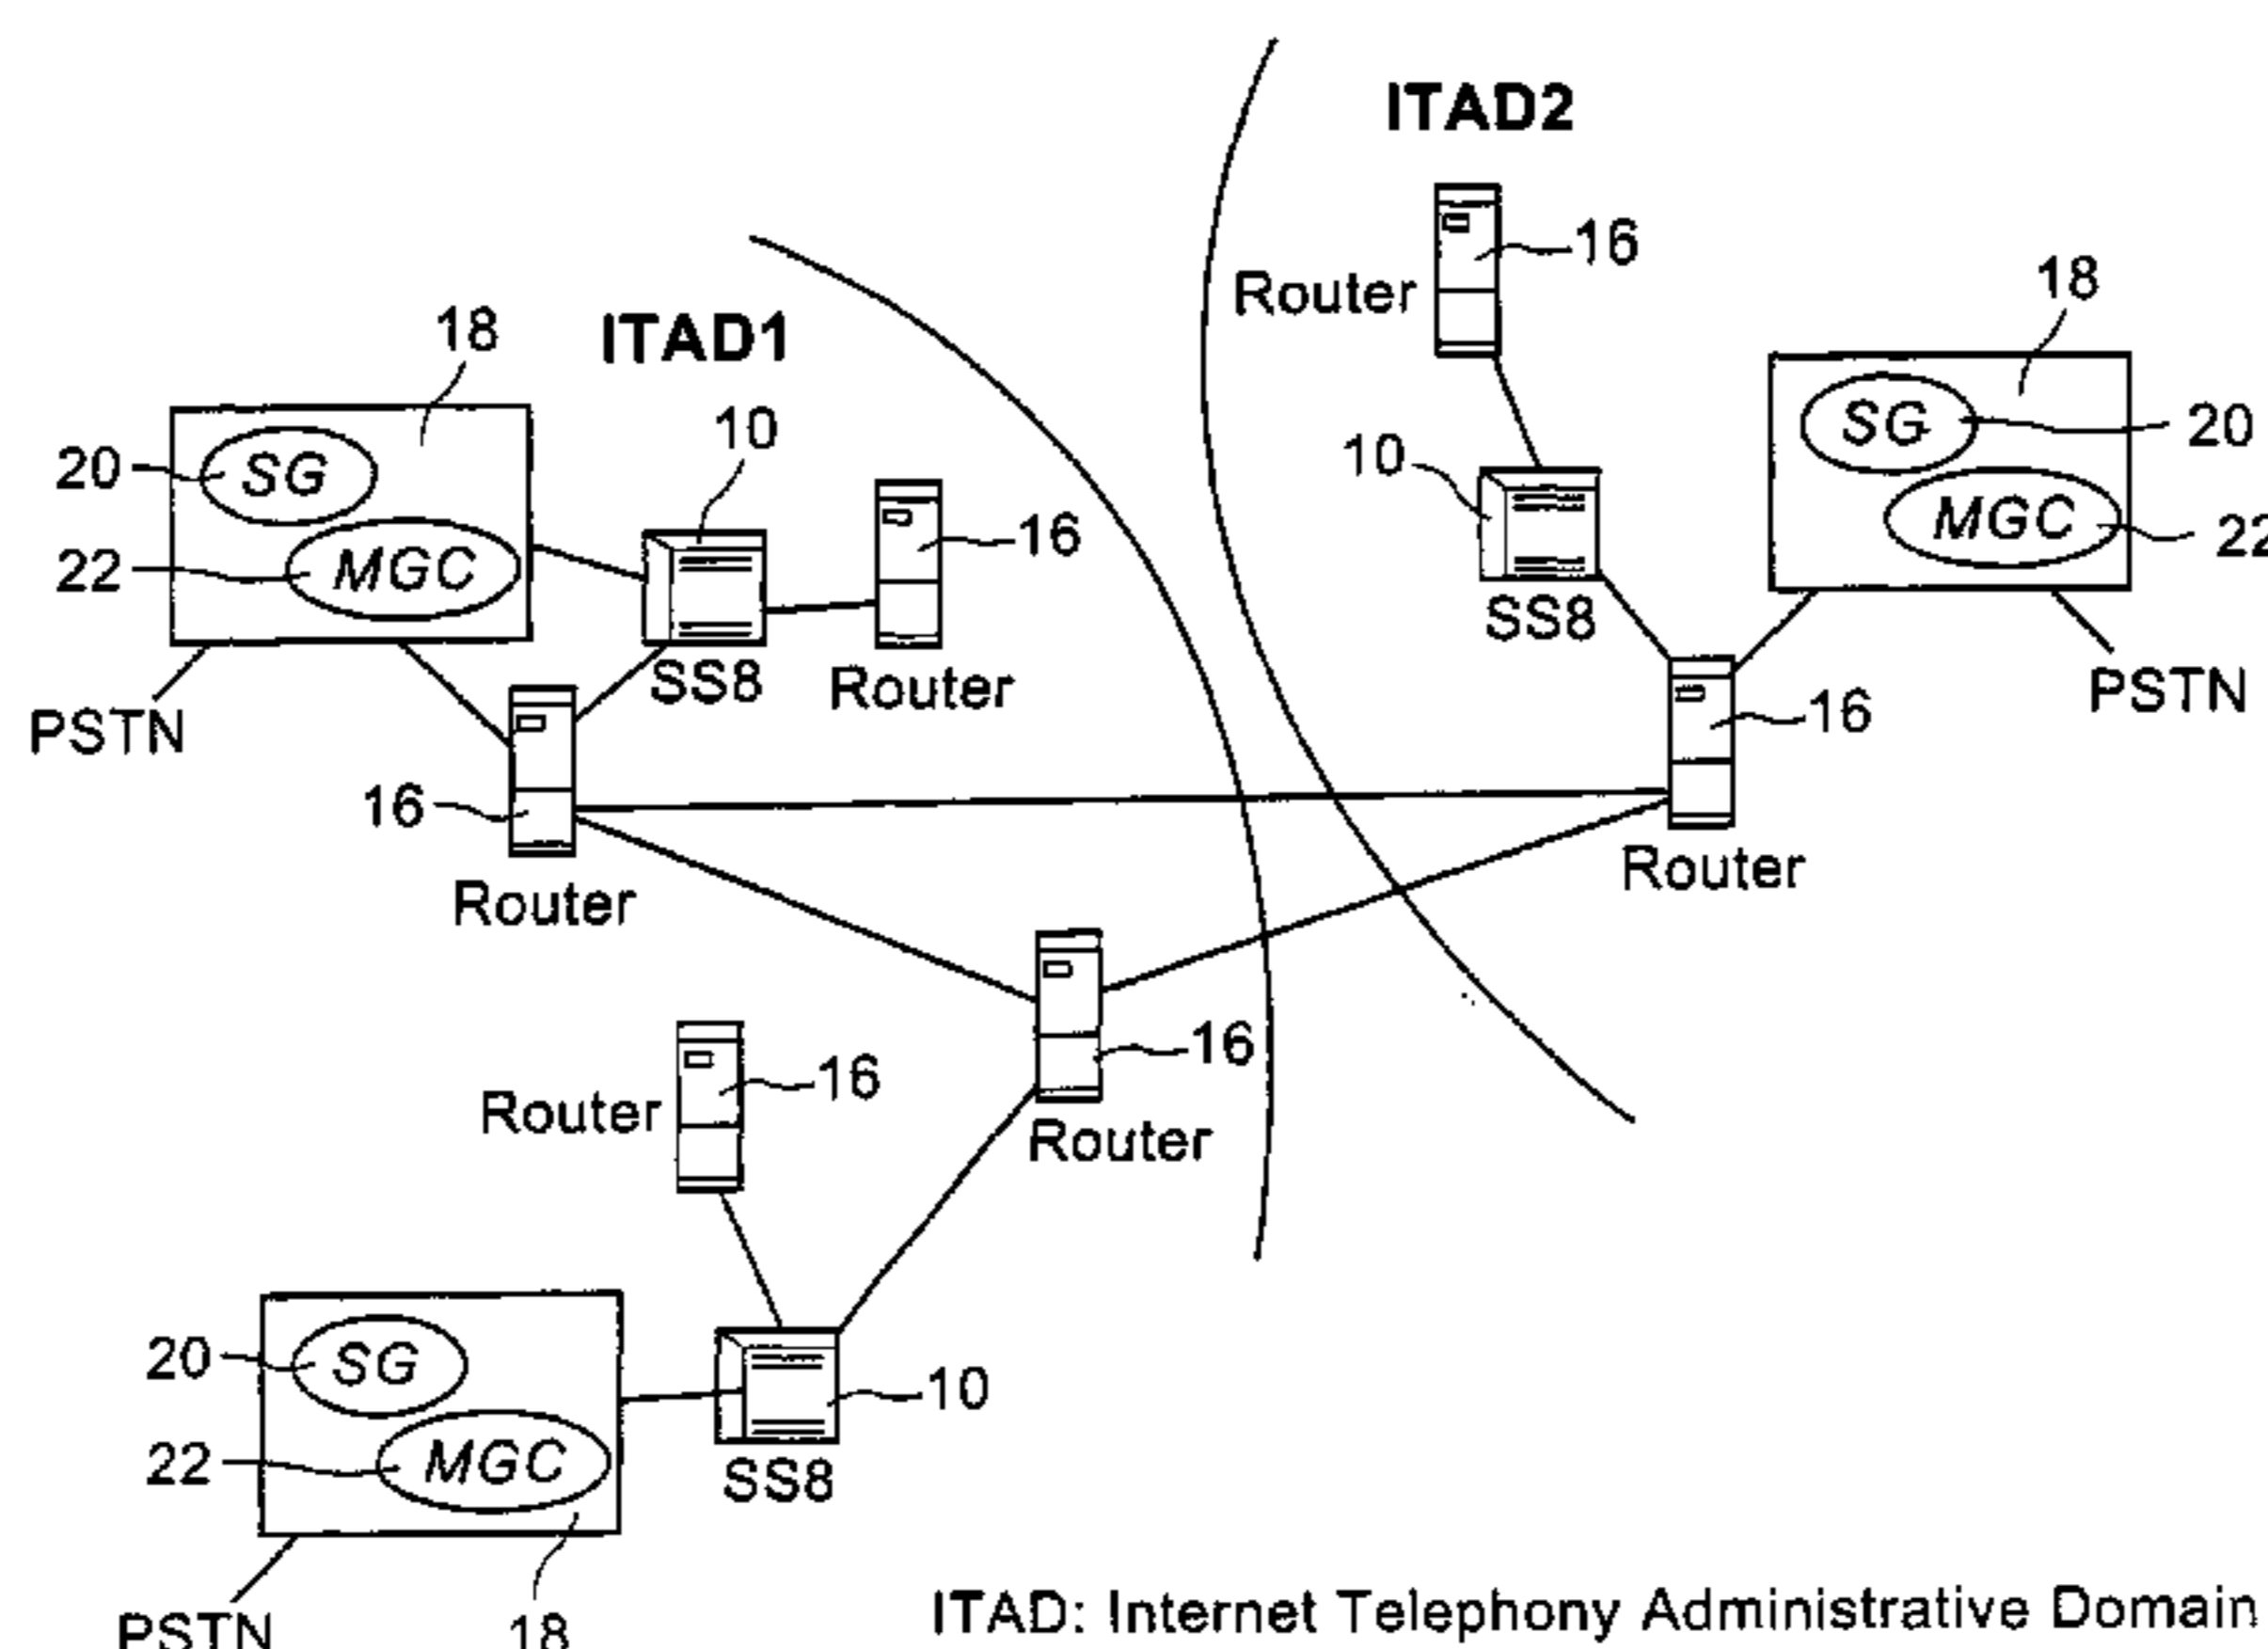 ITAD2
16
Router
18
18
ITAD1
10
10
SG
20
20
SG
16
MGC
22
22
MGC
SS8
SS8
Router
PSTN
PSTN
16
16
Router
Router
16
16
Router
Router
20
SG
10
22
MGC
SS8
PSTN
18
ITAD: Internet Telephony Administrative Domain